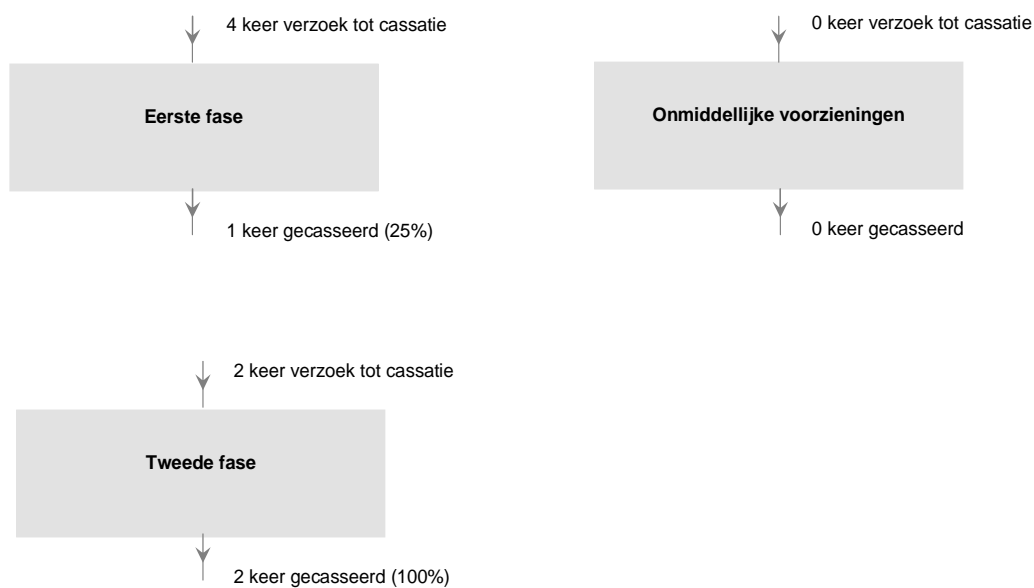 4 keer verzoek tot cassatie
Eerste fase
1 keer gecasseerd (25%)
0 keer verzoek tot cassatie
Onmiddellijke voorzieningen
0 keer gecasseerd
2 keer verzoek tot cassatie
Tweede fase
2 keer gecasseerd (100%)